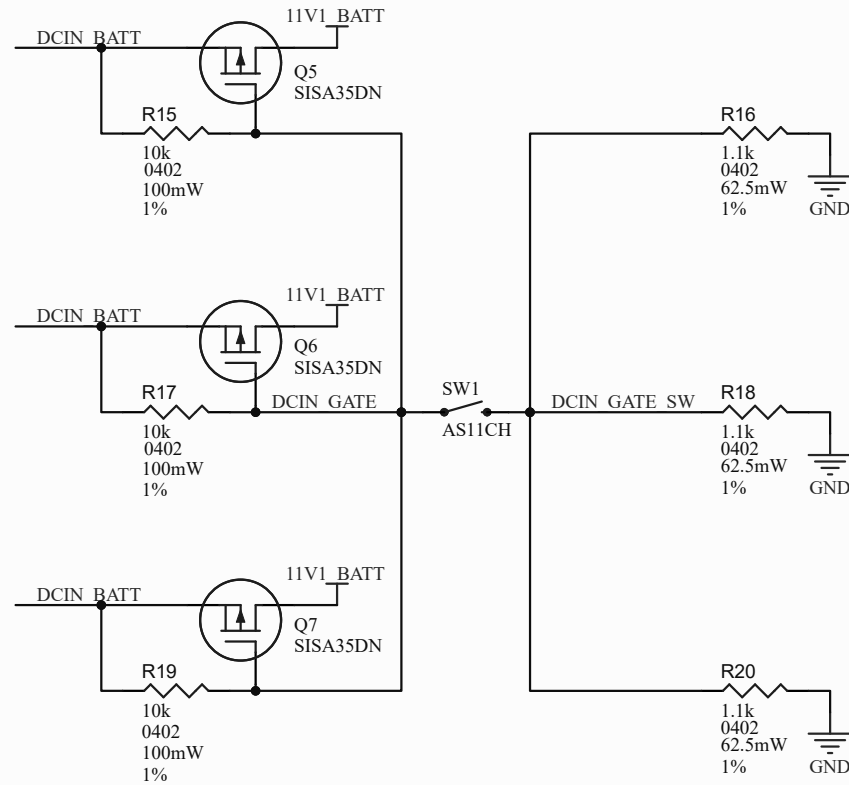 11V1_BATT
DCIN_BATT
Q5
SISA35DN
R15
10k
0402
100mW
1%
R16
1.1k
0402
62.5mW
1%
GND
11V1_BATT
DCIN_BATT
Q6
SISA35DN
R17
10k
0402
100mW
1%
DCIN_GATE
SW1
AS11CH
DCIN_GATE_SW
R18
1.1k
0402
62.5mW
1%
GND
11V1_BATT
DCIN_BATT
Q7
SISA35DN
R19
10k
0402
100mW
1%
R20
1.1k
0402
62.5mW
1%
GND